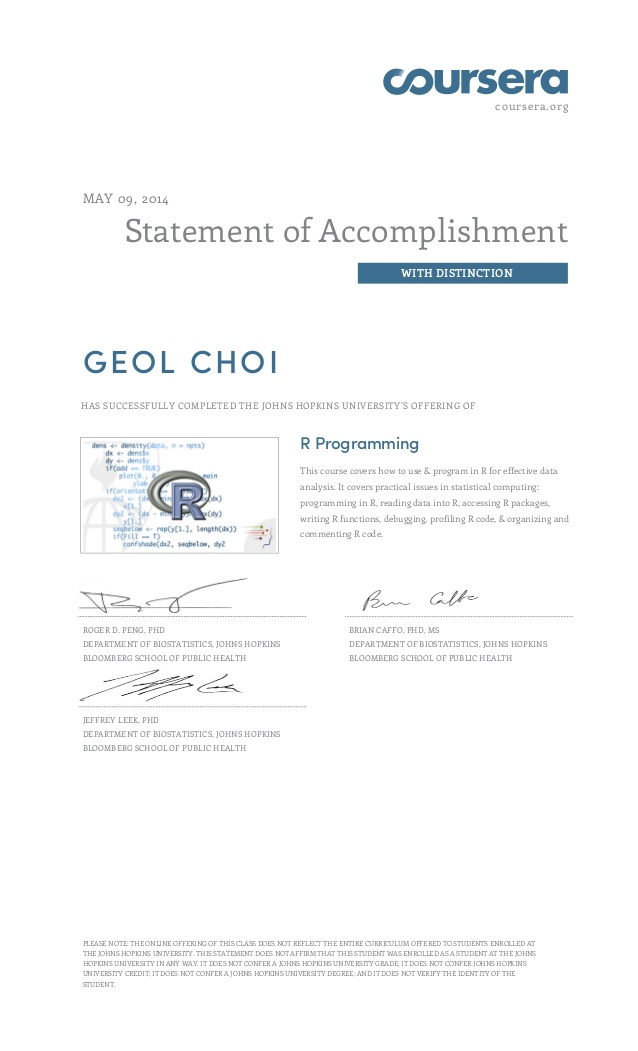 coursera
coursera.org
MAY 09, 2014
Statement of Accomplishment
WITH DISTINCTION
GEOL CHOI
HAS SUCCESSFULLY COMPLETED THE JOHNS HOPKINS UNIVERSITY'S OFFERING OF
dens <- density(data, n = npts)
dx <- dens$x
dy <- dens$y
if(add == TRUE)
plot(0., 0 main
ylab
if(orientat
dx2 <- (dx min dx)
x[1.]
dy2 <- (dx - min (dy)
y[1.]
seqbelow <- rep(y[1.], length(dx))
if(Fill == T)
confshade(dx2, seqbelow, dy2
R
R Programming
This course covers how to use & program in R for effective data
analysis. It covers practical issues in statistical computing:
programming in R, reading data into R, accessing R packages,
writing R functions, debugging, profiling R code, & organizing and
commenting R code.
Brian Caffo
ROGER D. PENG, PHD
DEPARTMENT OF BIOSTATISTICS, JOHNS HOPKINS
BLOOMBERG SCHOOL OF PUBLIC HEALTH
BRIAN CAFFO, PHD, MS
DEPARTMENT OF BIOSTATISTICS, JOHNS HOPKINS
BLOOMBERG SCHOOL OF PUBLIC HEALTH
JEFFREY LEEK, PHD
DEPARTMENT OF BIOSTATISTICS, JOHNS HOPKINS
BLOOMBERG SCHOOL OF PUBLIC HEALTH
PLEASE NOTE: THE ONLINE OFFERING OF THIS CLASS DOES NOT REFLECT THE ENTIRE CURRICULUM OFFERED TO STUDENTS ENROLLED AT
THE JOHNS HOPKINS UNIVERSITY. THIS STATEMENT DOES NOT AFFIRM THAT THIS STUDENT WAS ENROLLED AS A STUDENT AT THE JOHNS
HOPKINS UNIVERSITY IN ANY WAY. IT DOES NOT CONFER A JOHNS HOPKINS UNIVERSITY GRADE; IT DOES NOT CONFER JOHNS HOPKINS
UNIVERSITY CREDIT; IT DOES NOT CONFER A JOHNS HOPKINS UNIVERSITY DEGREE; AND IT DOES NOT VERIFY THE IDENTITY OF THE
STUDENT.